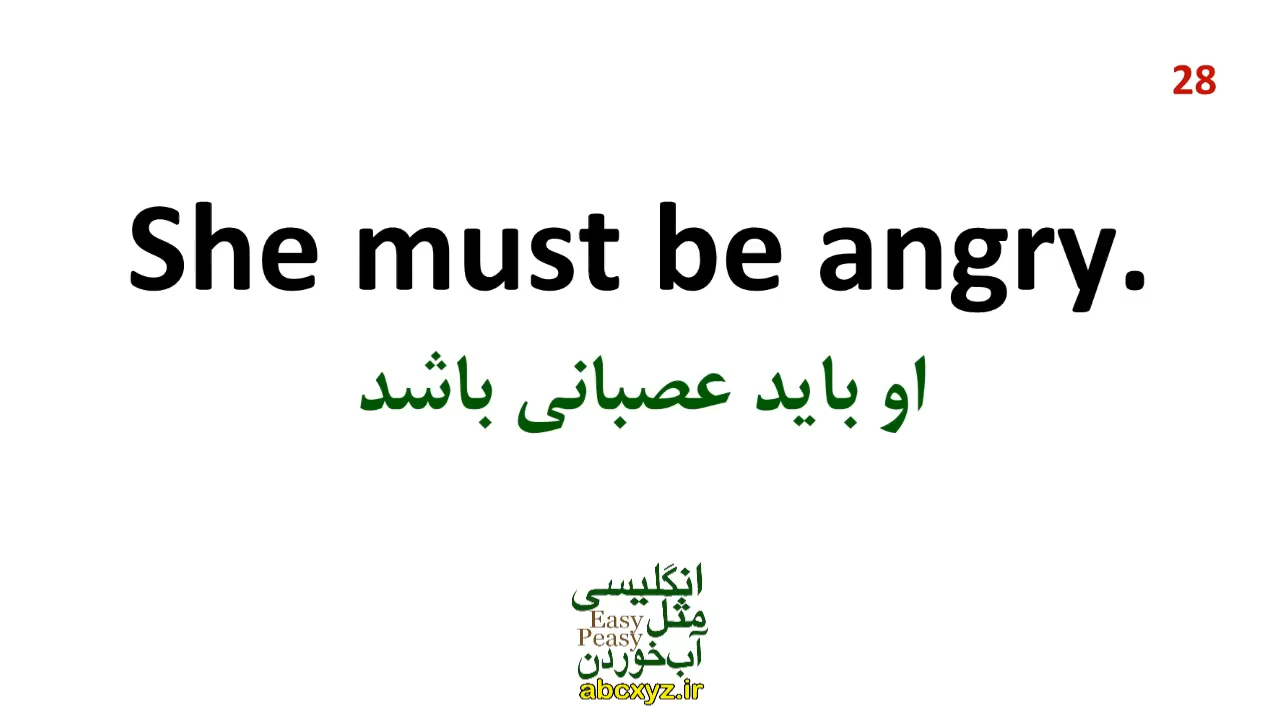 28
She must be angry.
او باید عصبانی باشد
انگلیسی
مثل
Easy
Peasy
آب‌خوردن
abcxyz.ir